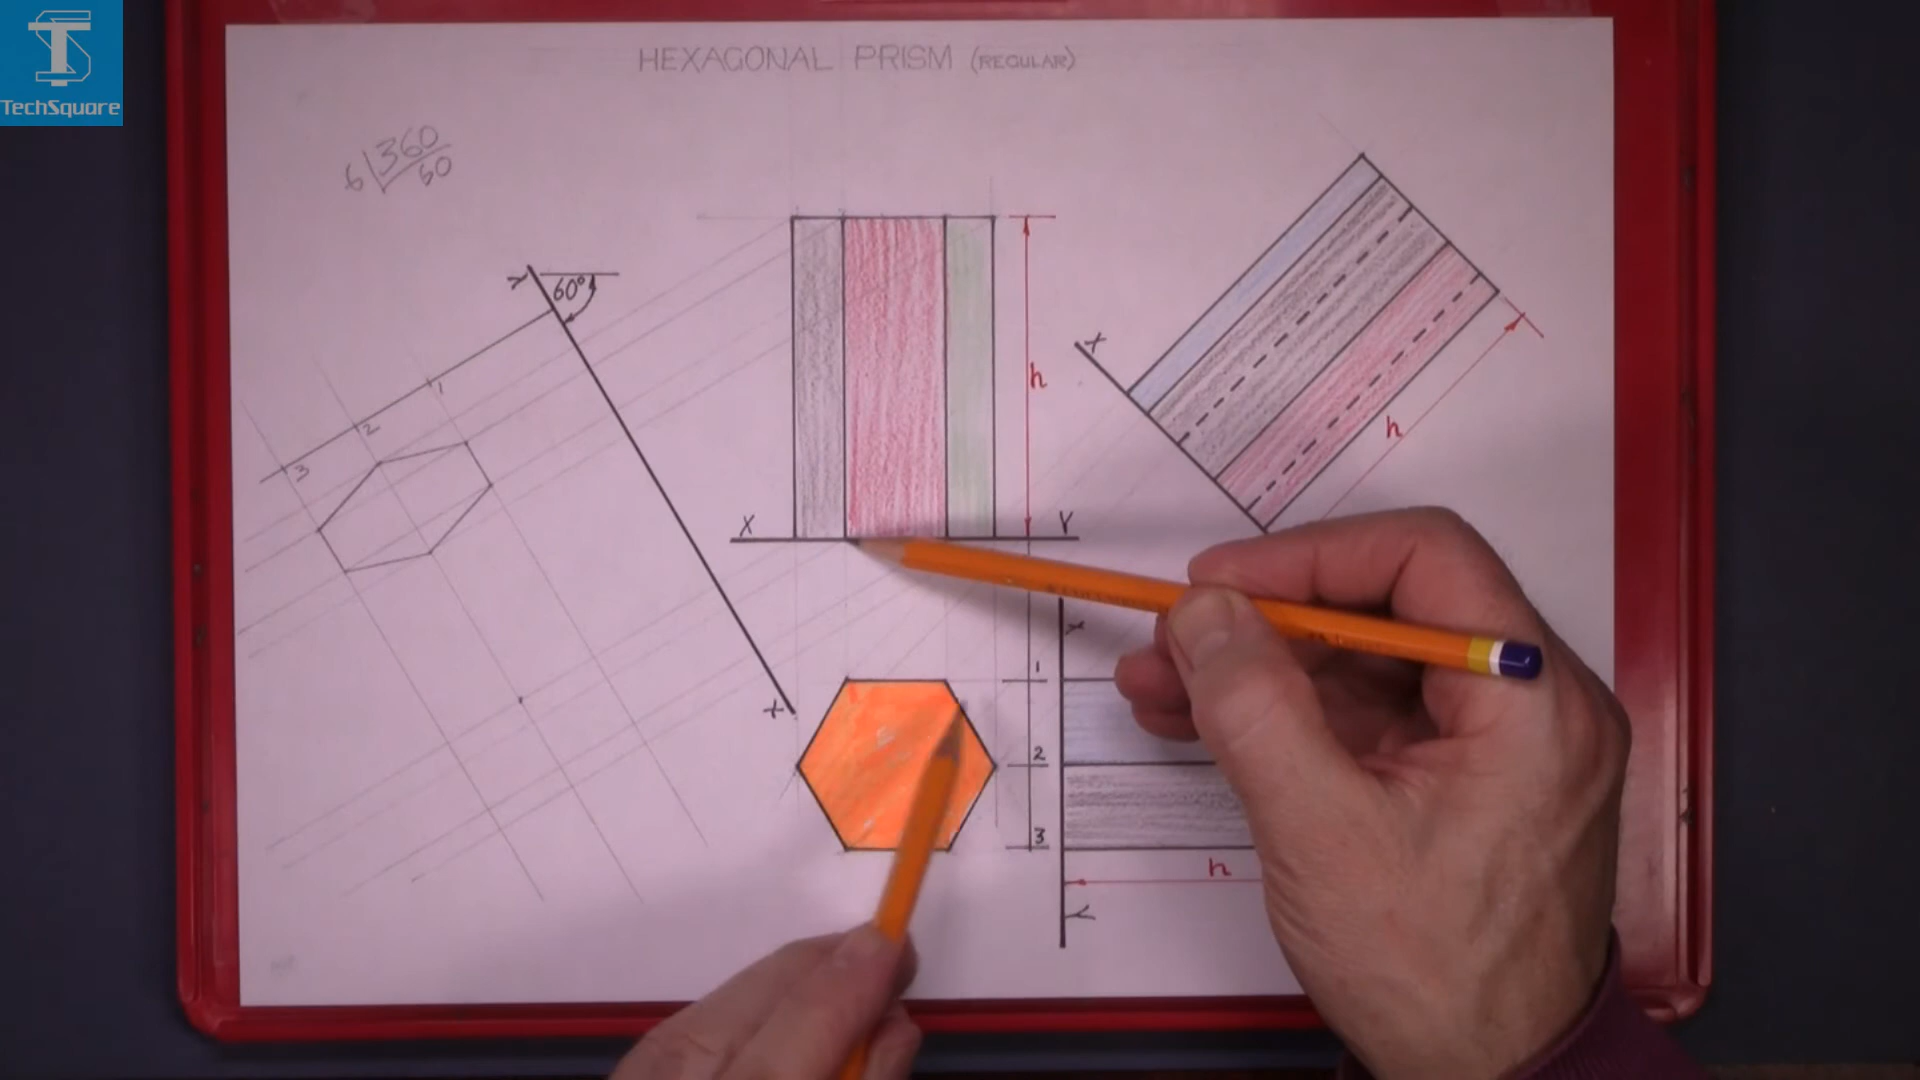 TechSquare
HEXAGONAL PRISM (REGULAR)
6 360
60
Y
60°
1
2
3
X
X
Y
h
X
h
X
1
2
3
h
Y